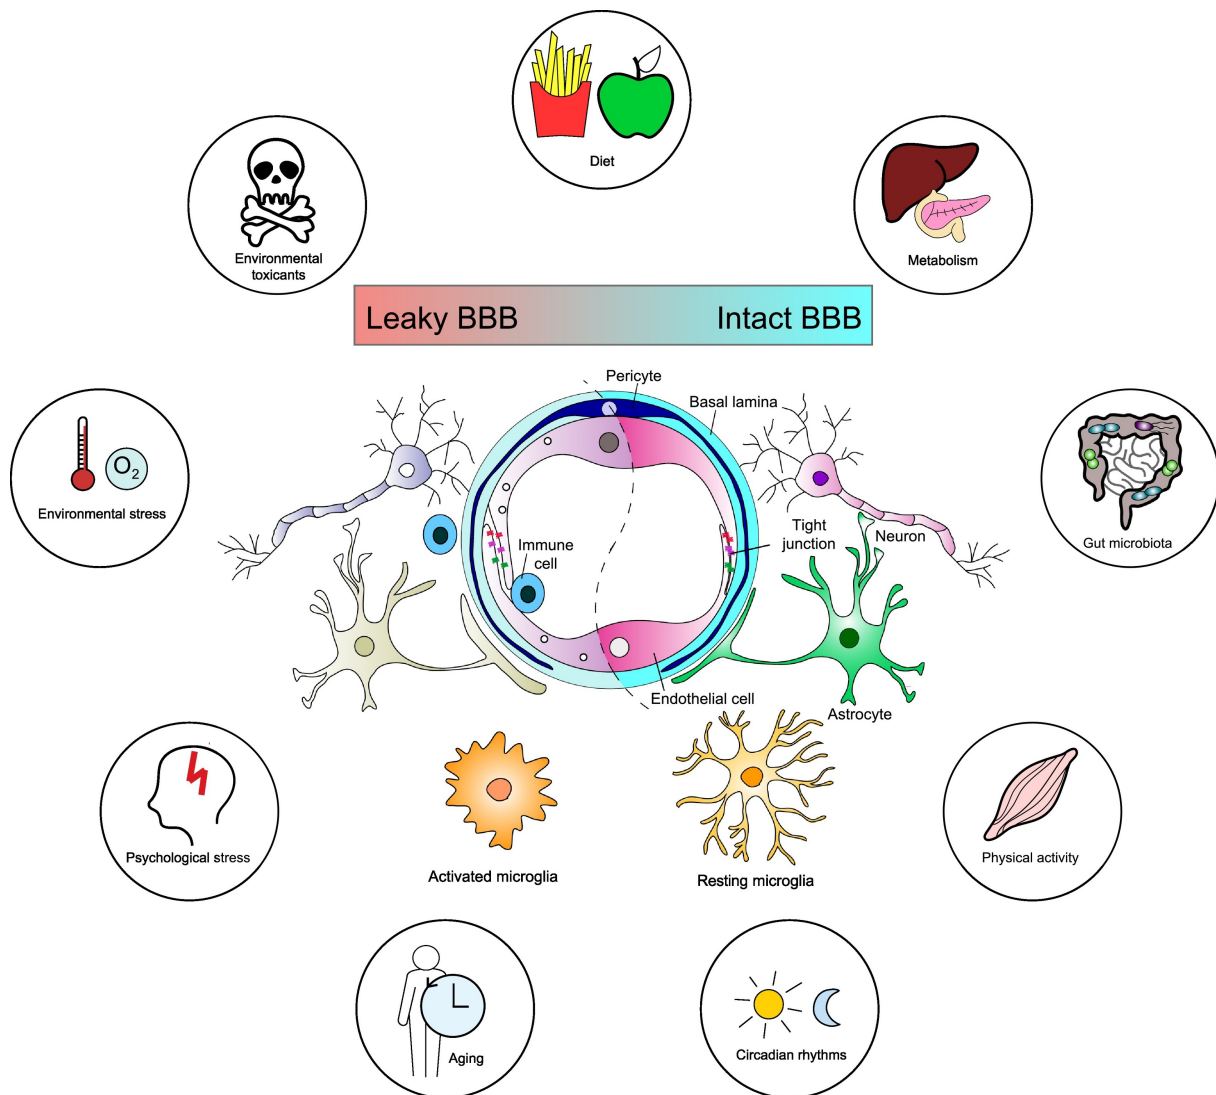 Diet
Environmental
toxicants
Metabolism
Leaky BBB
Intact BBB
Pericyte
Basal lamina
O2
Environmental stress
Immune
cell
Tight
junction
Neuron
Gut microbiota
Endothelial cell
Astrocyte
Psychological stress
Activated microglia
Resting microglia
Physical activity
Aging
Circadian rhythms